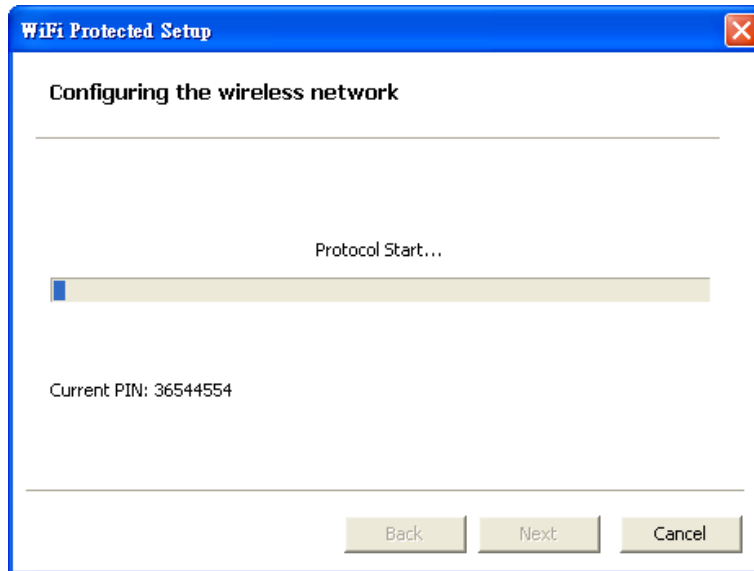 WiFi Protected Setup
Configuring the wireless network
Protocol Start...
Current PIN: 36544554
Back Next Cancel